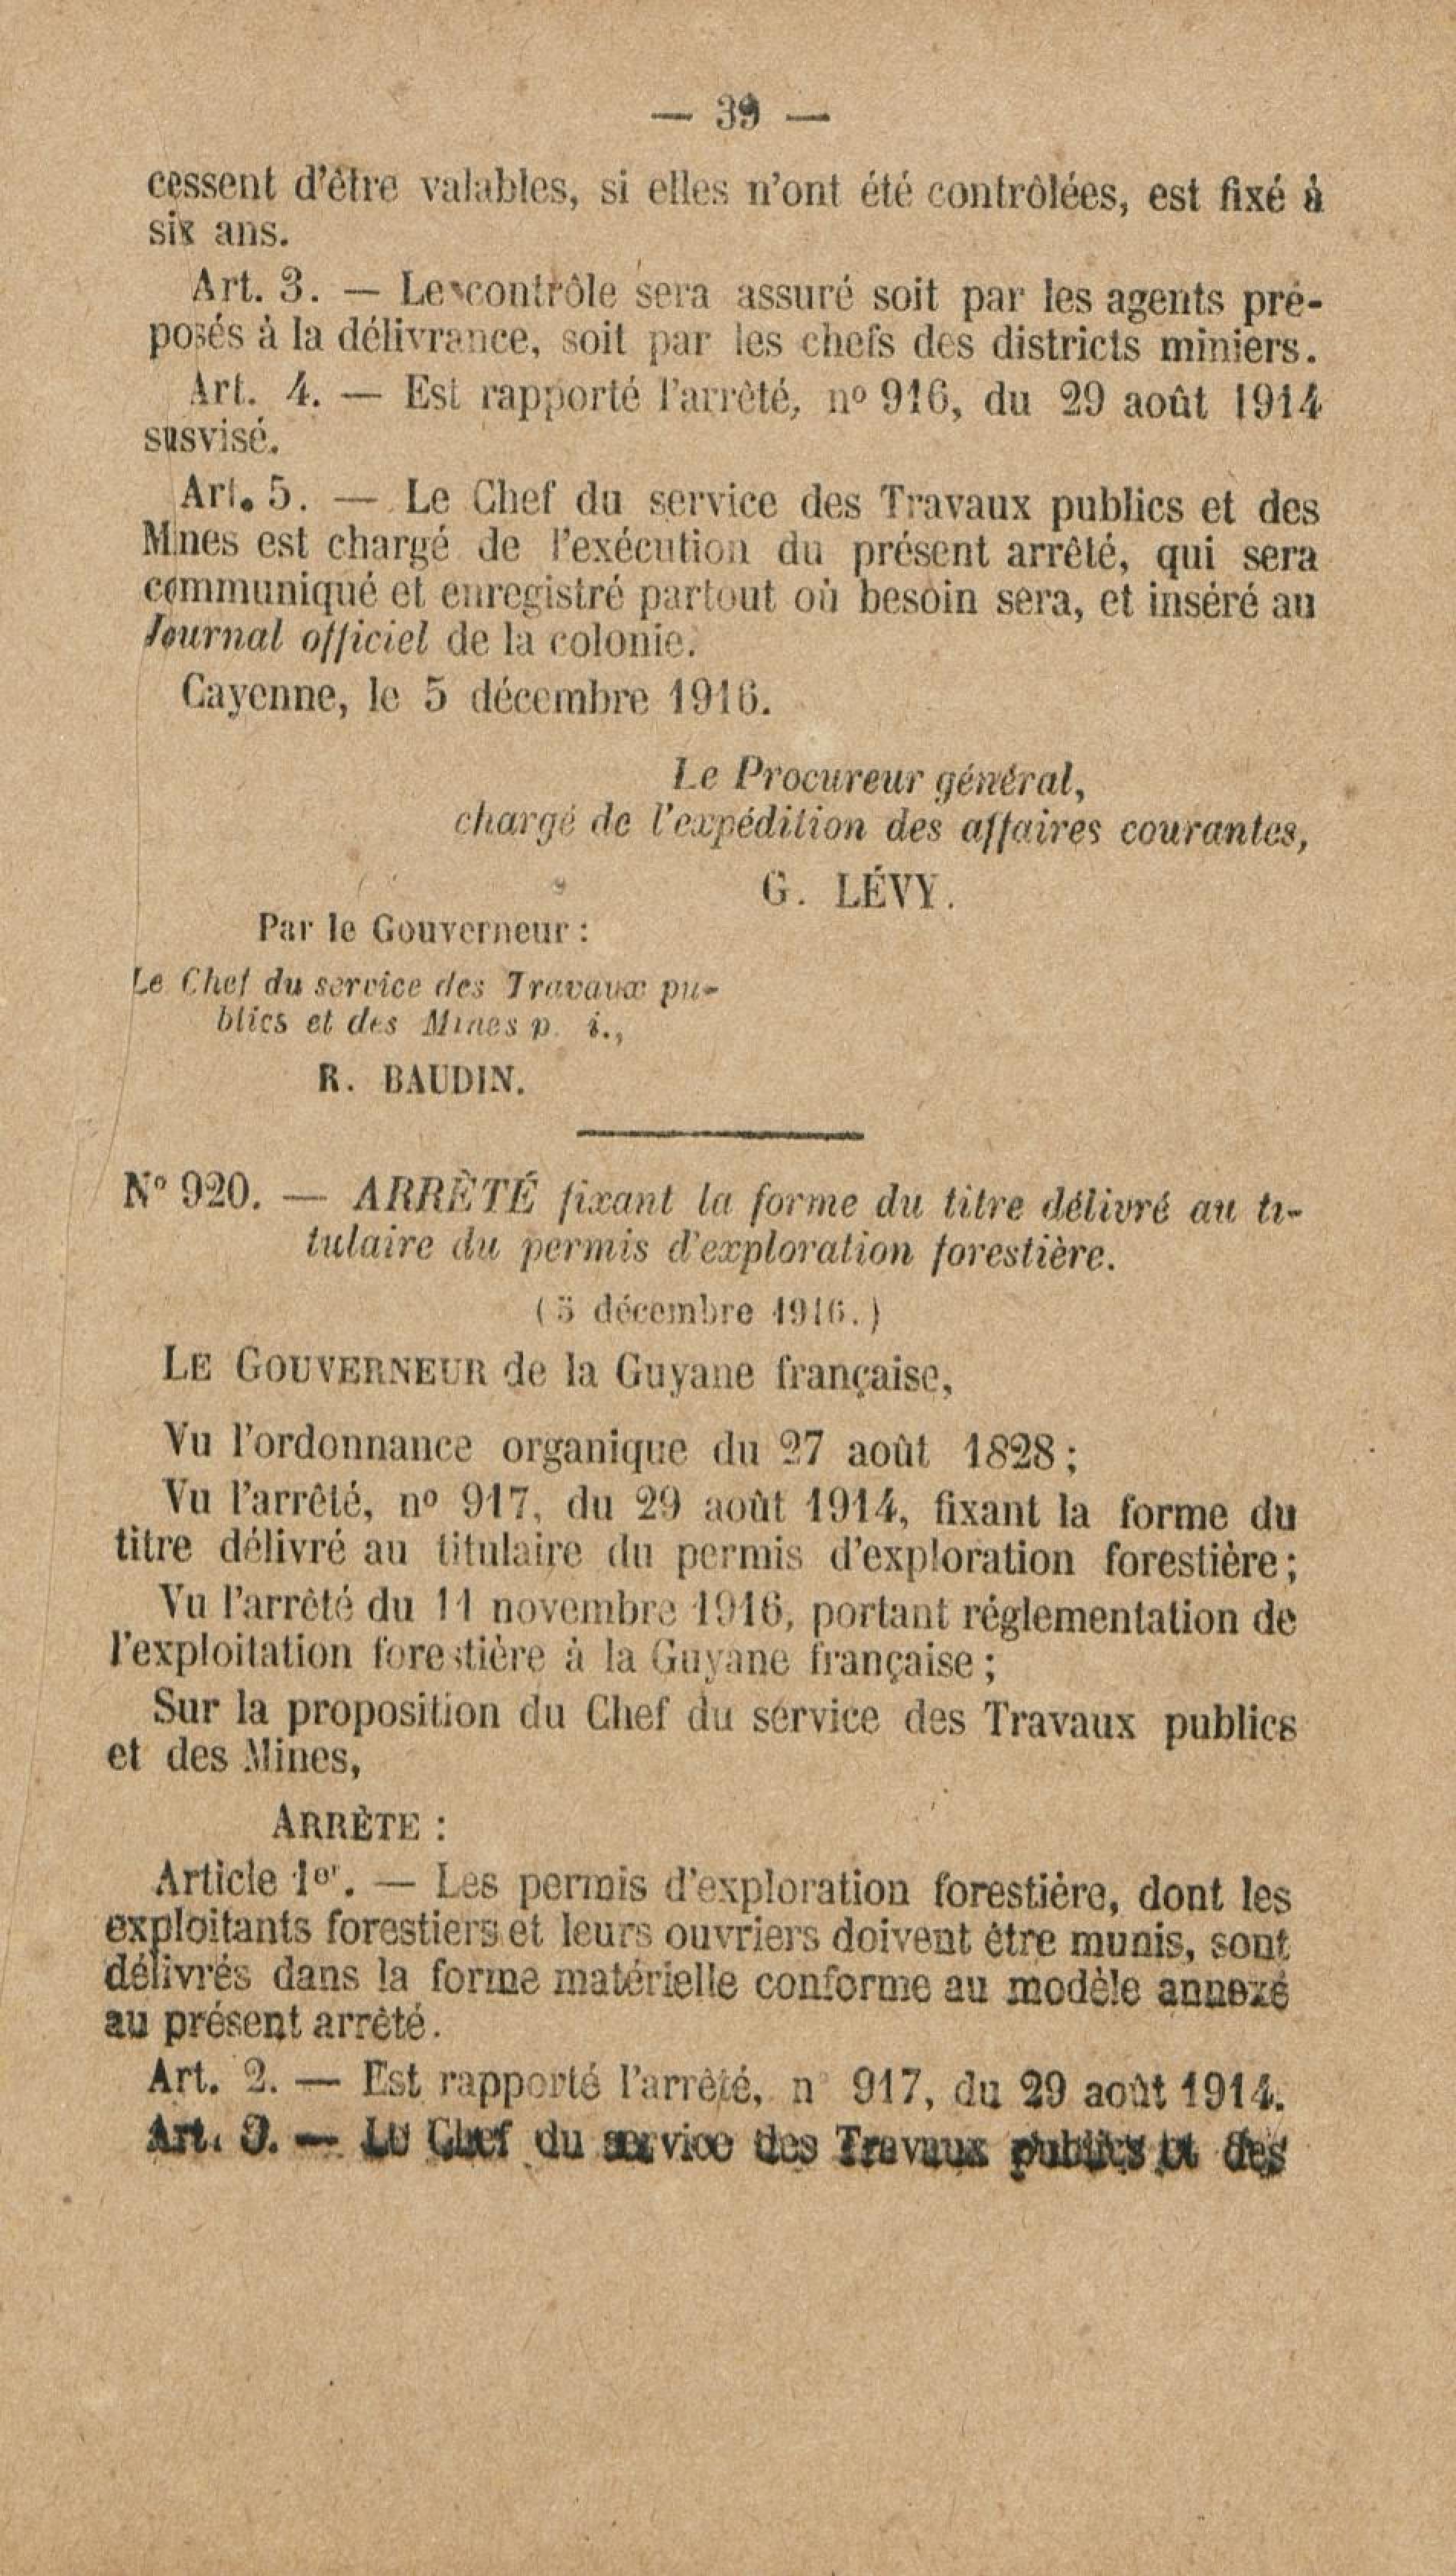 — 39 —
cessent d'être valables, si elles n'ont été contrôlées, est fixé à
six ans.
Art. 3. — Le contrôle sera assuré soit par les agents pré-
posés à la délivrance, soit par les chefs des districts miniers.
Art. 4. — Est rapporté l'arrêté, nº 916, du 29 août 1914
susvisé.
Art. 5. — Le Chef du service des Travaux publics et des
Mines est chargé de l'exécution du présent arrêté, qui sera
communiqué et enregistré partout où besoin sera, et inséré au
Journal officiel de la colonie.
Cayenne, le 5 décembre 1916.
Le Procureur général,
chargé de l'expédition des affaires courantes,
G. LÉVY.
Par le Gouverneur :
Le Chef du service des Travaux pu-
blics et des Mines p. i.,
R. BAUDIN.
Nº 920. — ARRÊTÉ fixant la forme du titre délivré au ti-
tulaire du permis d'exploration forestière.
(5 décembre 1916.)
LE GOUVERNEUR de la Guyane française,
Vu l'ordonnance organique du 27 août 1828 ;
Vu l'arrêté, nº 917, du 29 août 1914, fixant la forme du
titre délivré au titulaire du permis d'exploration forestière ;
Vu l'arrêté du 11 novembre 1916, portant réglementation de
l'exploitation forestière à la Guyane française ;
Sur la proposition du Chef du service des Travaux publics
et des Mines,
ARRÊTE :
Article 1er. — Les permis d'exploration forestière, dont les
exploitants forestiers et leurs ouvriers doivent être munis, sont
délivrés dans la forme matérielle conforme au modèle annexé
au présent arrêté.
Art. 2. — Est rapporté l'arrêté, nº 917, du 29 août 1914.
Art. 3. — Le Chef du service des Travaux publics et des